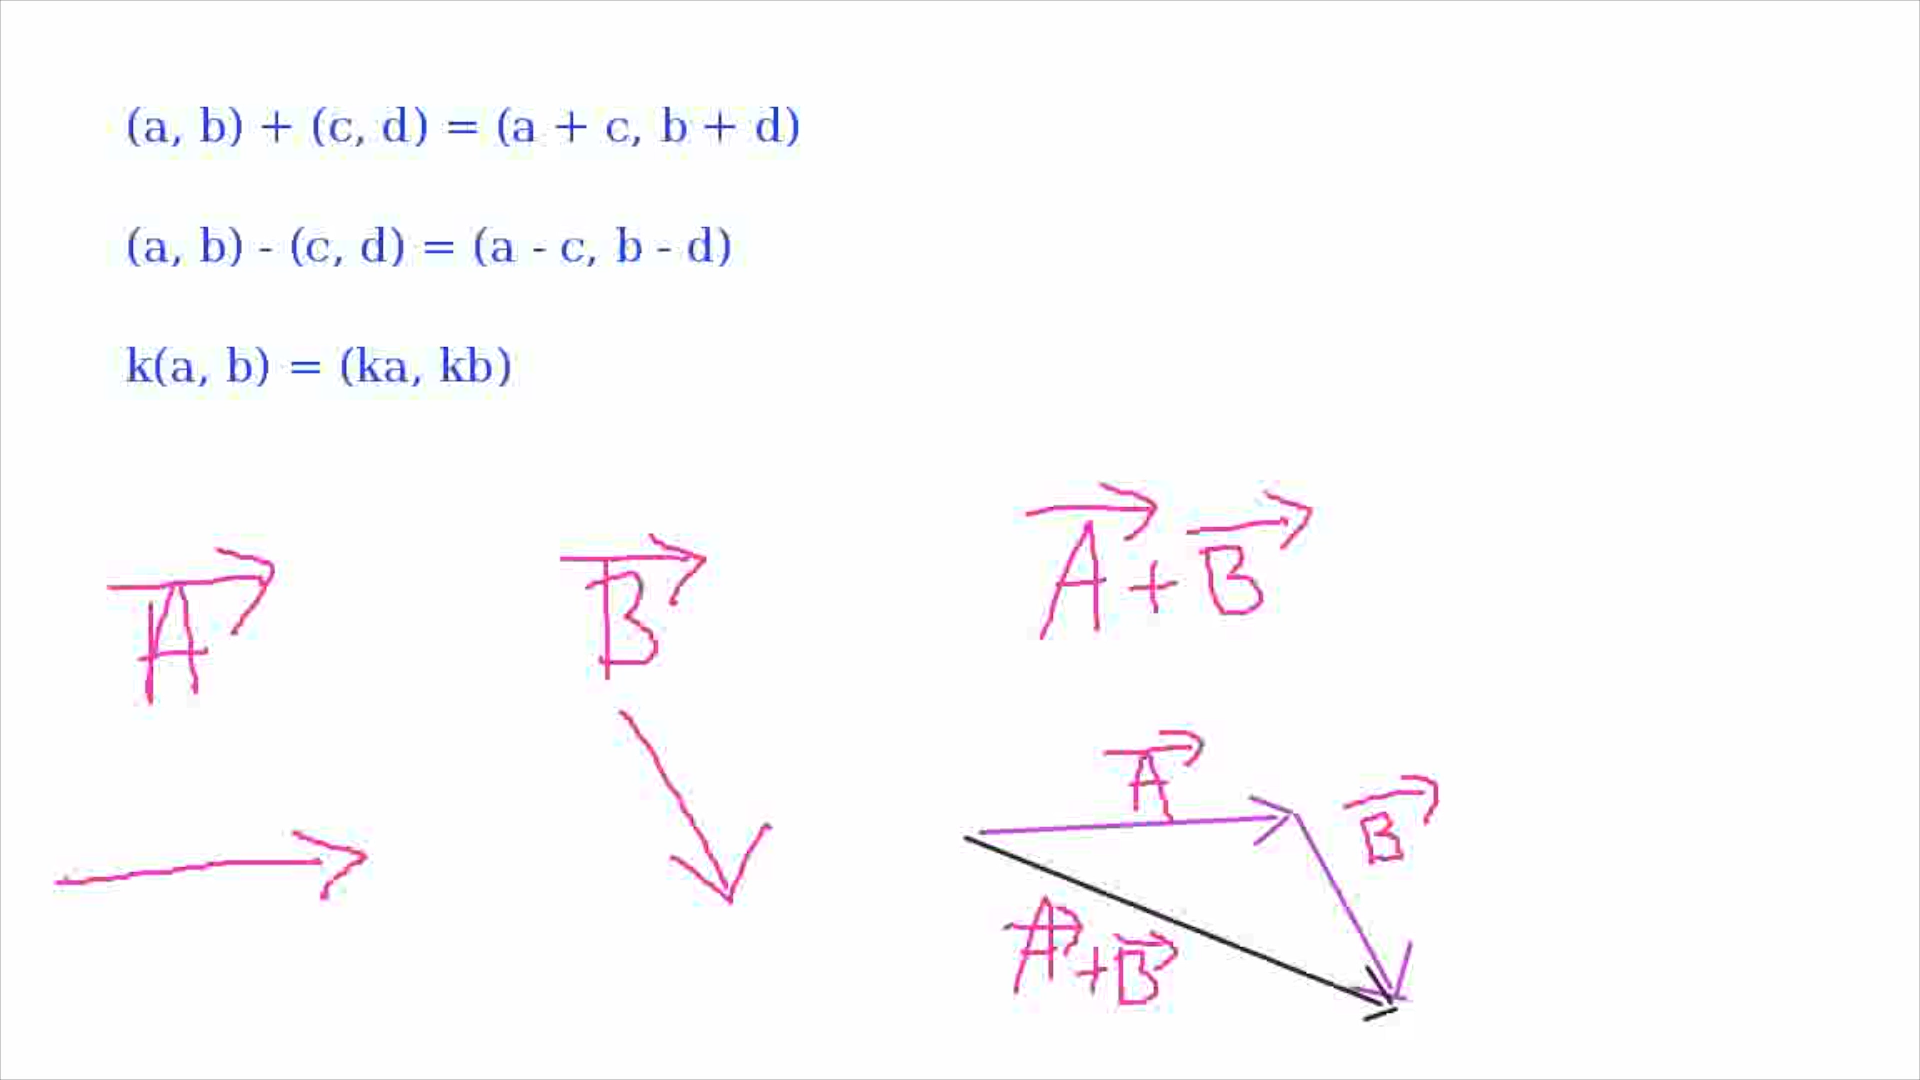 (a, b) + (c, d) = (a + c, b + d)
(a, b) - (c, d) = (a - c, b - d)
k(a, b) = (ka, kb)
A⃗
B⃗
A⃗ + B⃗
A⃗
B⃗
A⃗ + B⃗